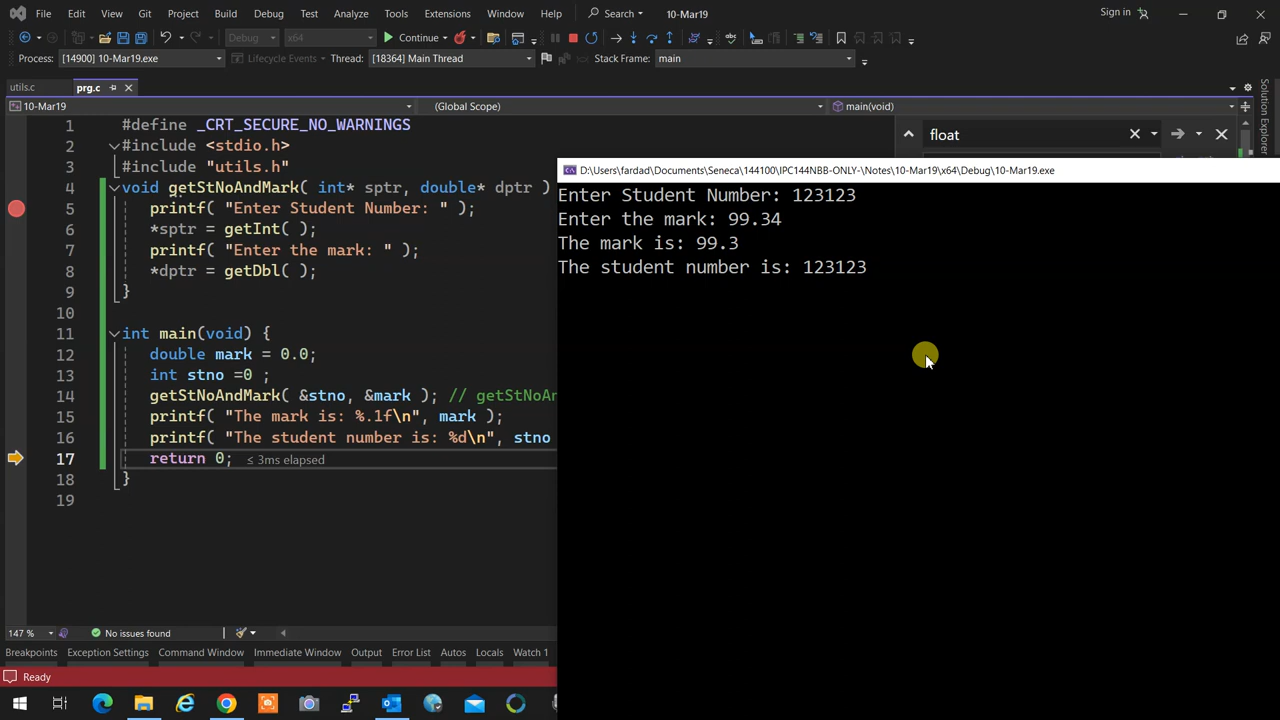 File Edit View Git Project Build Debug Test Analyze Tools Extensions Window Help Search 10-Mar19 Sign in
Debug x64 Continue
Process: [14900] 10-Mar19.exe Lifecycle Events Thread: [18364] Main Thread Stack Frame: main
utils.c prg.c
10-Mar19 (Global Scope) main(void)
float
Solution Explorer
1 #define _CRT_SECURE_NO_WARNINGS
2 #include <stdio.h>
3 #include "utils.h"
4 void getStNoAndMark( int* sptr, double* dptr )
5 printf( "Enter Student Number: " );
6 *sptr = getInt( );
7 printf( "Enter the mark: " );
8 *dptr = getDbl( );
9 }
10
11 int main(void) {
12 double mark = 0.0;
13 int stno =0 ;
14 getStNoAndMark( &stno, &mark ); // getStNoAn
15 printf( "The mark is: %.1f\n", mark );
16 printf( "The student number is: %d\n", stno
17 return 0; ≤ 3ms elapsed
18 }
19
D:\Users\fardad\Documents\Seneca\144100\IPC144NBB-ONLY-\Notes\10-Mar19\x64\Debug\10-Mar19.exe
Enter Student Number: 123123
Enter the mark: 99.34
The mark is: 99.3
The student number is: 123123
147 % No issues found
Breakpoints Exception Settings Command Window Immediate Window Output Error List Autos Locals Watch 1
Ready